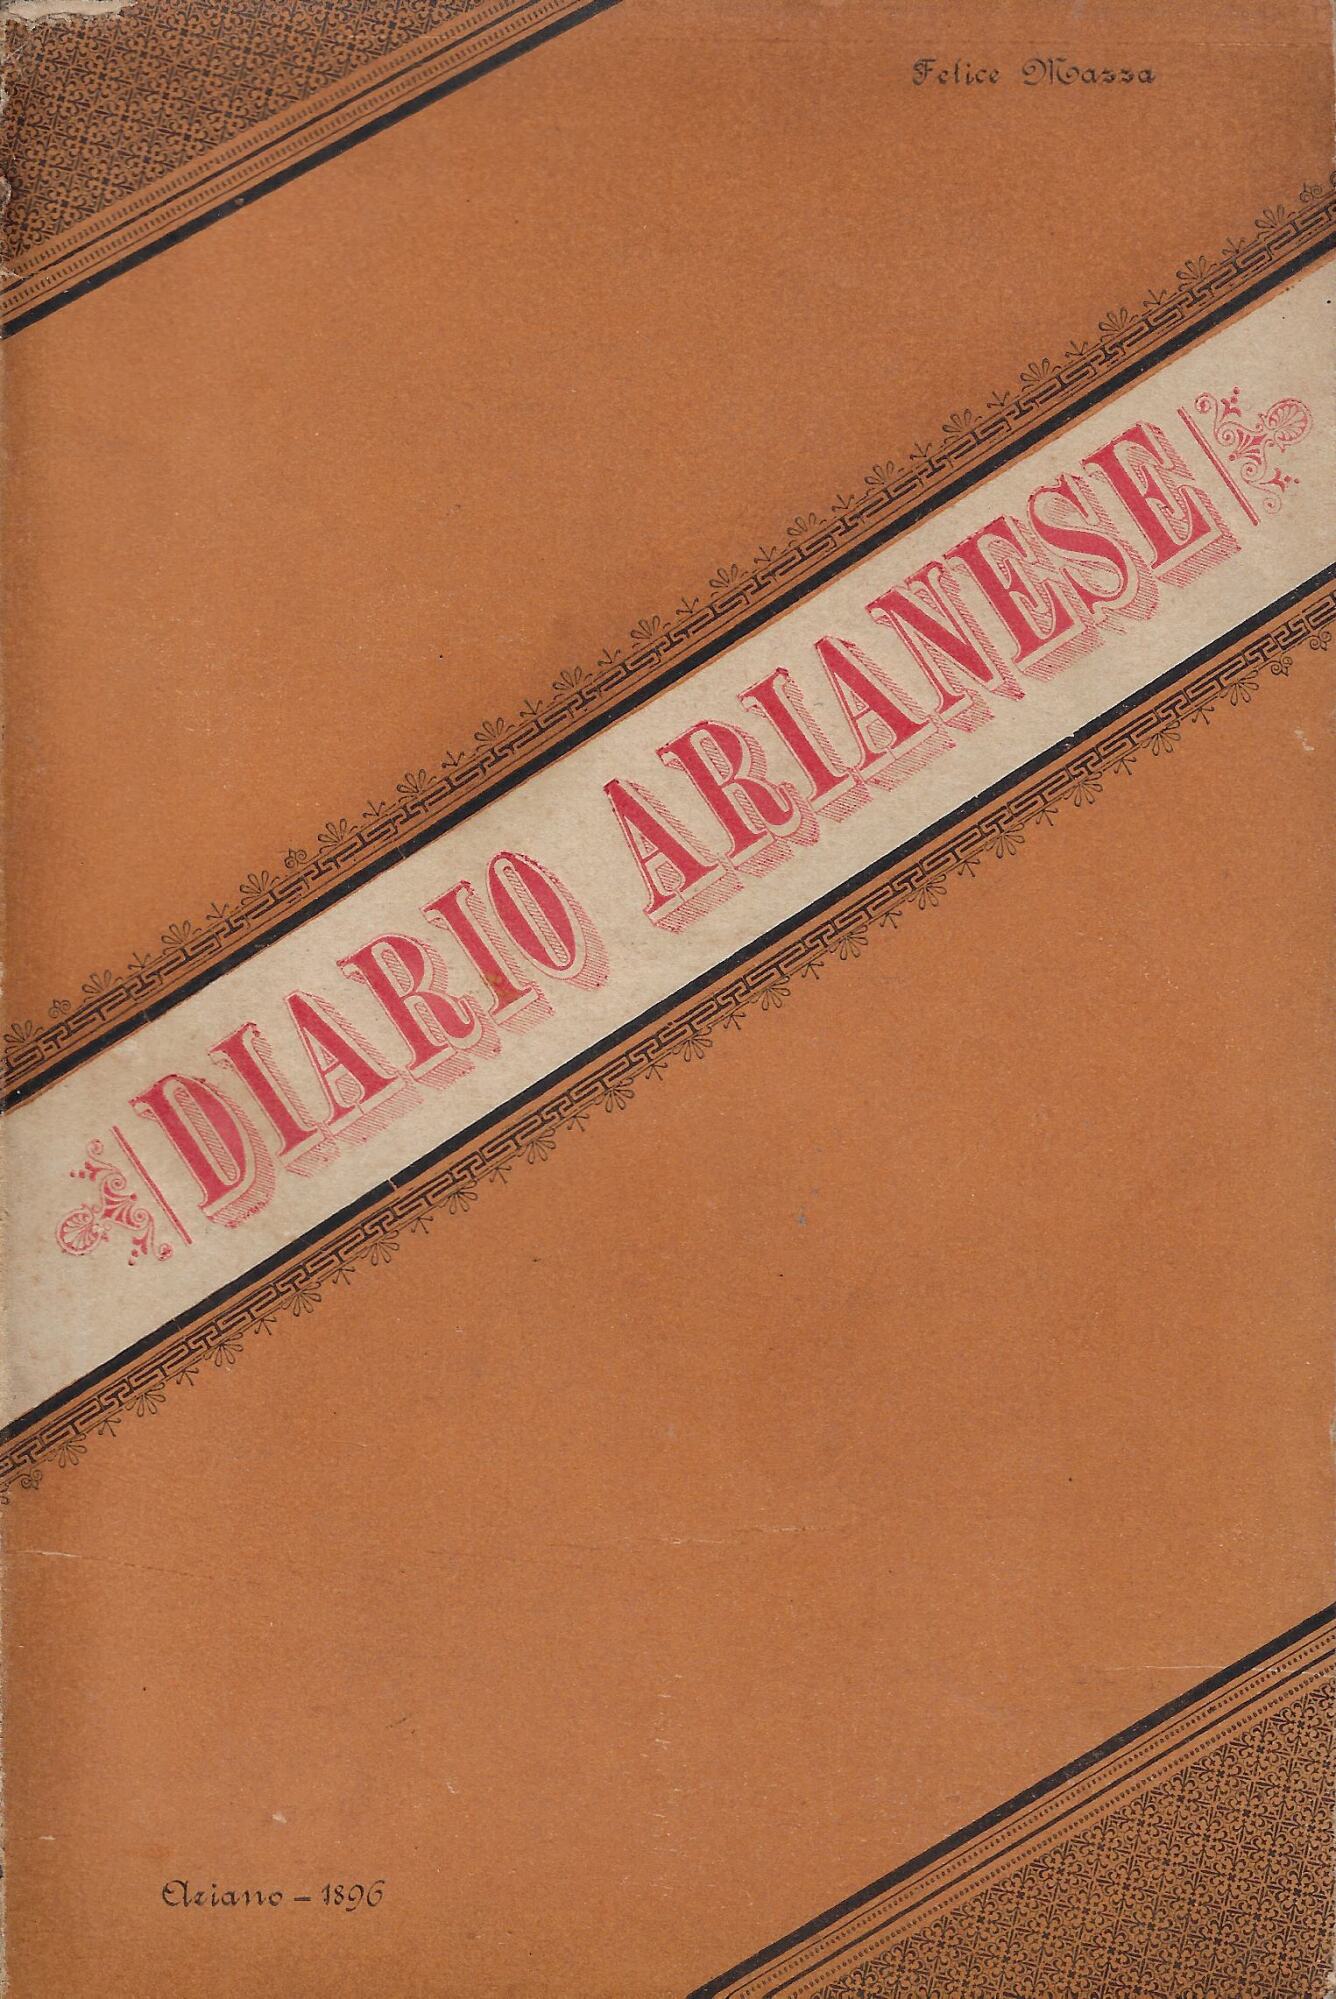 Felice Mazza
DIARIO ARIANESE
Ariano - 1896